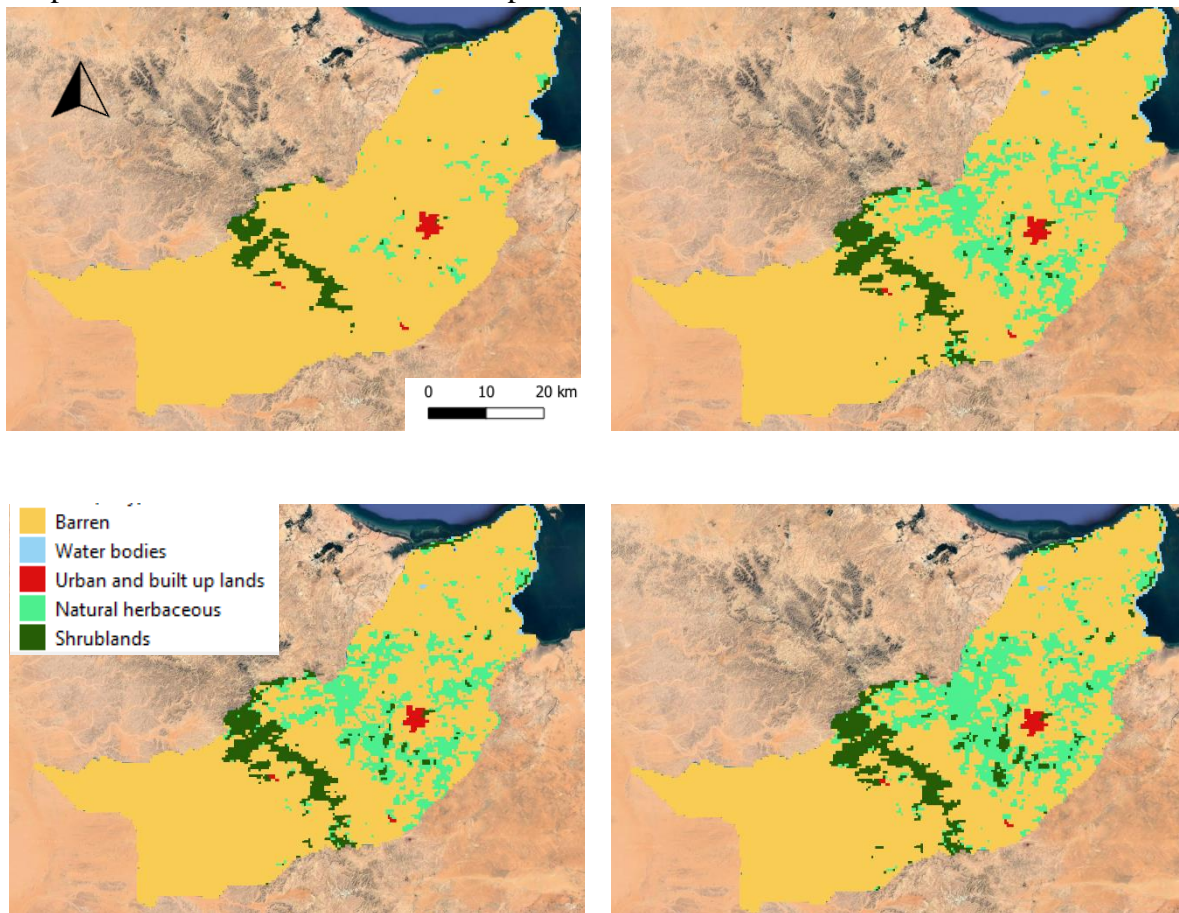 0 10 20 km
Barren
Water bodies
Urban and built up lands
Natural herbaceous
Shrublands